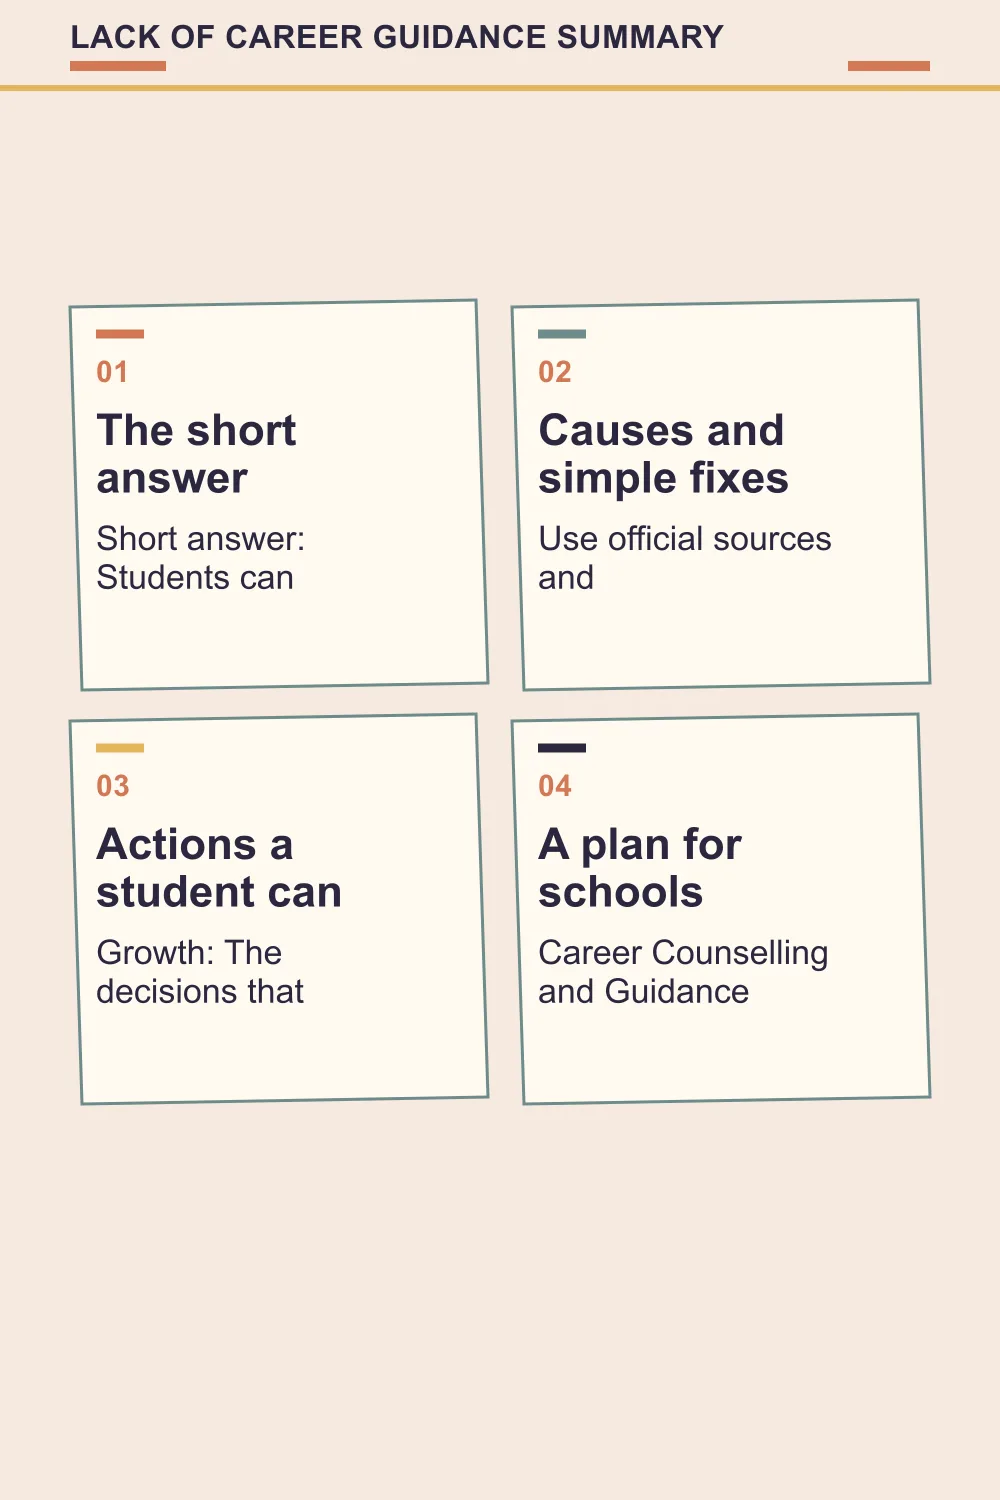 LACK OF CAREER GUIDANCE SUMMARY
01
The short
answer
Short answer:
Students can
02
Causes and
simple fixes
Use official sources
and
03
Actions a
student can
Growth: The
decisions that
04
A plan for
schools
Career Counselling
and Guidance